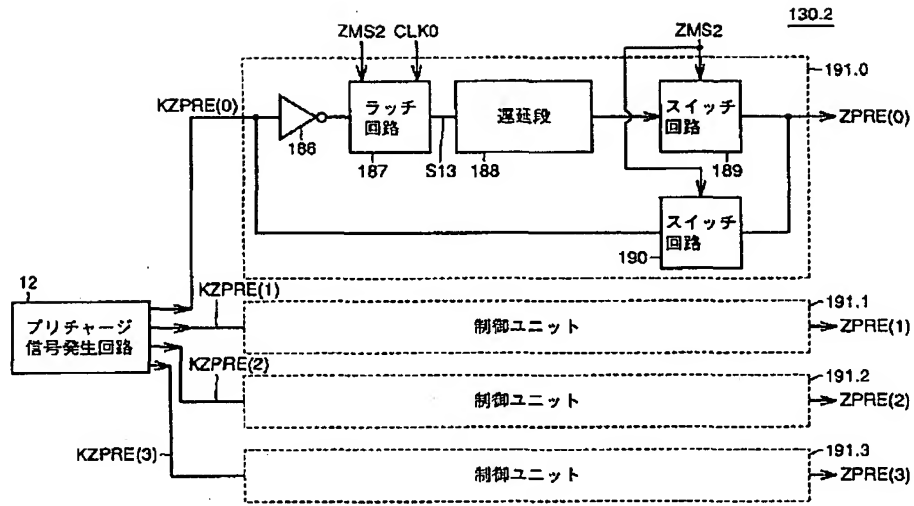 130.2
ZMS2 CLK0
ZMS2
191.0
KZPRE(0)
ラッチ
回路
遅延段
スイッチ
回路
ZPRE(0)
186
187
S13
188
189
スイッチ
回路
190
12
プリチャージ
信号発生回路
KZPRE(1)
191.1
制御ユニット
ZPRE(1)
KZPRE(2)
191.2
制御ユニット
ZPRE(2)
KZPRE(3)
191.3
制御ユニット
ZPRE(3)